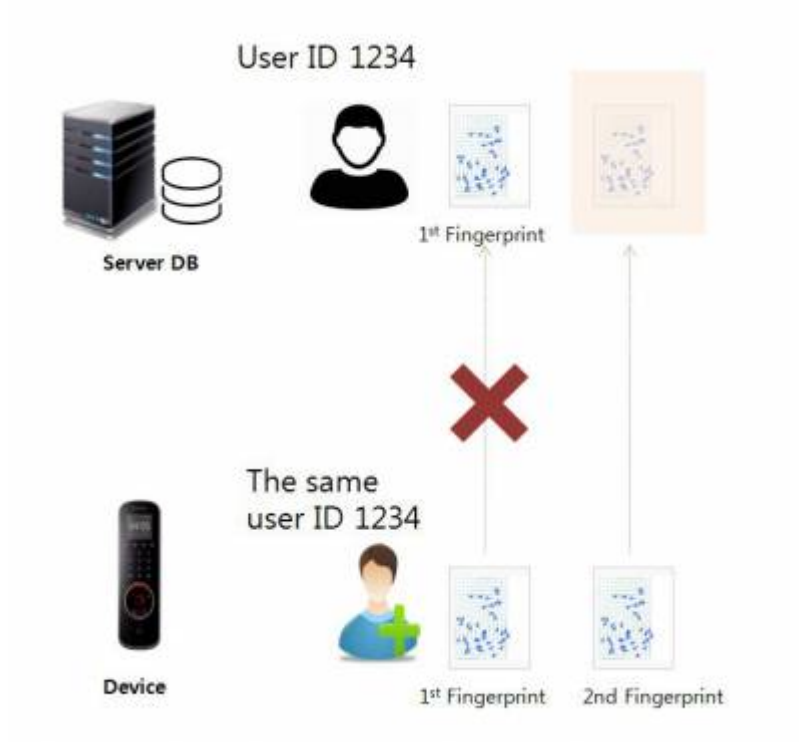 User ID 1234
1st Fingerprint
Server DB
The same
user ID 1234
Device
1st Fingerprint
2nd Fingerprint